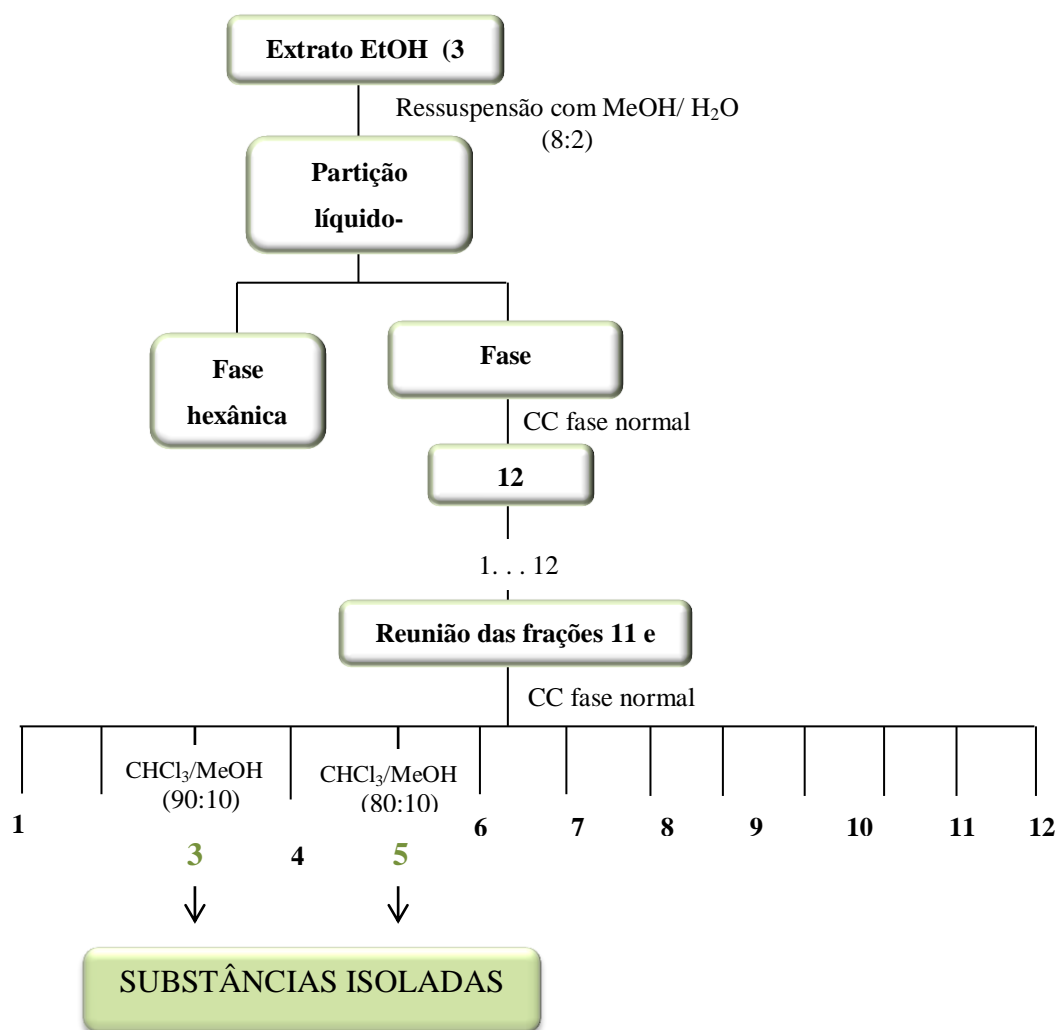 Extrato EtOH (3
Ressuspensão com MeOH/ H₂O
(8:2)
Partição
líquido-
Fase
hexânica
Fase
CC fase normal
12
1. . . 12
Reunião das frações 11 e
CC fase normal
CHCl₃/MeOH
(90:10)
CHCl₃/MeOH
(80:10)
1
3
4
5
6
7
8
9
10
11
12
SUBSTÂNCIAS ISOLADAS